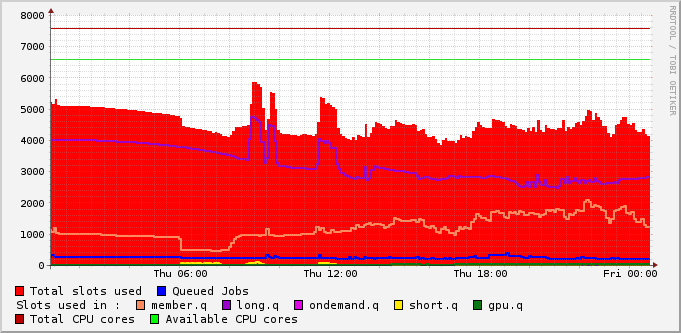 RRDTOOL / TOBI OETIKER
8000
7000
6000
5000
4000
3000
2000
1000
0
Thu 06:00 Thu 12:00 Thu 18:00 Fri 00:00
Total slots used Queued Jobs
Slots used in : member.q long.q ondemand.q short.q gpu.q
Total CPU cores Available CPU cores